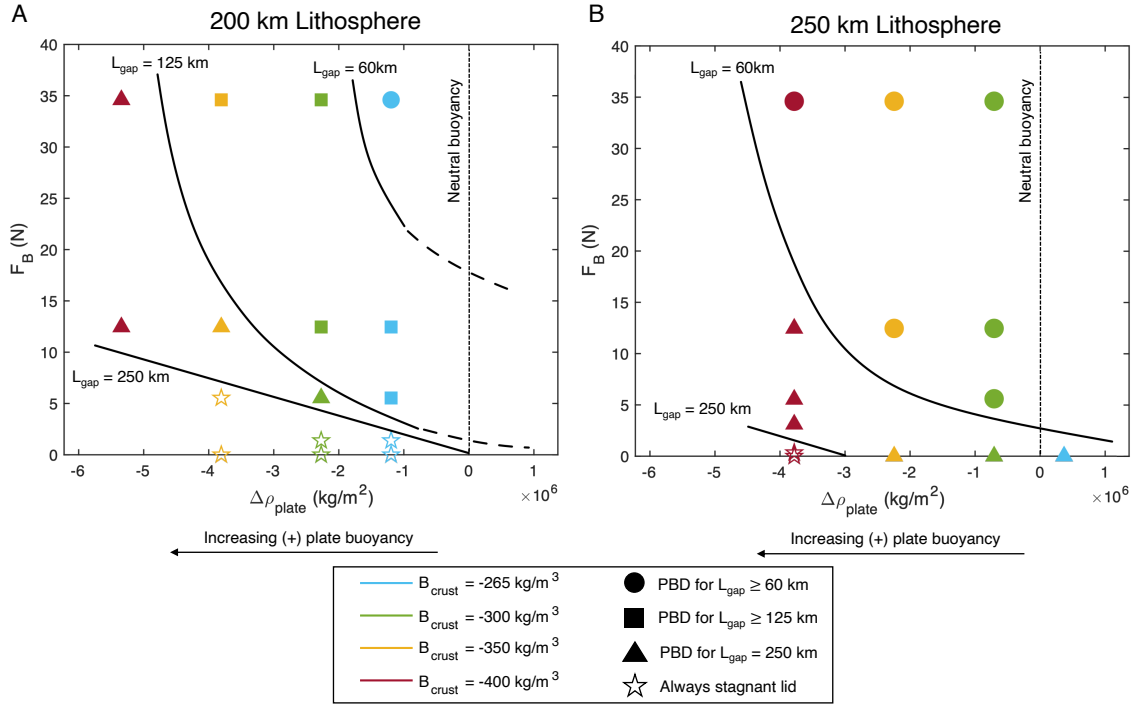 A
200 km Lithosphere
L_gap = 125 km
L_gap = 60km
Neutral buoyancy
L_gap = 250 km
F_B (N)
40
35
30
25
20
15
10
5
0
-6 -5 -4 -3 -2 -1 0 1
×10^6
Δρ_plate (kg/m^2)
Increasing (+) plate buoyancy
B
250 km Lithosphere
L_gap = 60km
Neutral buoyancy
L_gap = 250 km
F_B (N)
40
35
30
25
20
15
10
5
0
-6 -5 -4 -3 -2 -1 0 1
×10^6
Δρ_plate (kg/m^2)
Increasing (+) plate buoyancy
B_crust = -265 kg/m^3
B_crust = -300 kg/m^3
B_crust = -350 kg/m^3
B_crust = -400 kg/m^3
PBD for L_gap ≥ 60 km
PBD for L_gap ≥ 125 km
PBD for L_gap = 250 km
Always stagnant lid